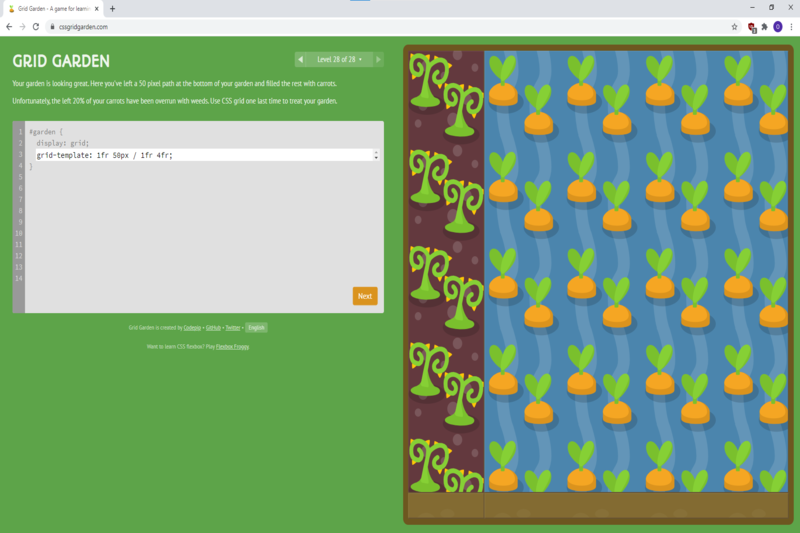 Grid Garden - A game for learnin
cssgridgarden.com
GRID GARDEN
Level 28 of 28
Your garden is looking great. Here you've left a 50 pixel path at the bottom of your garden and filled the rest with carrots.
Unfortunately, the left 20% of your carrots have been overrun with weeds. Use CSS grid one last time to treat your garden.
1 #garden {
2 display: grid;
3 grid-template: 1fr 50px / 1fr 4fr;
4 }
5
6
7
8
9
10
11
12
13
14
Next
Grid Garden is created by Codepip • GitHub • Twitter • English
Want to learn CSS flexbox? Play Flexbox Froggy